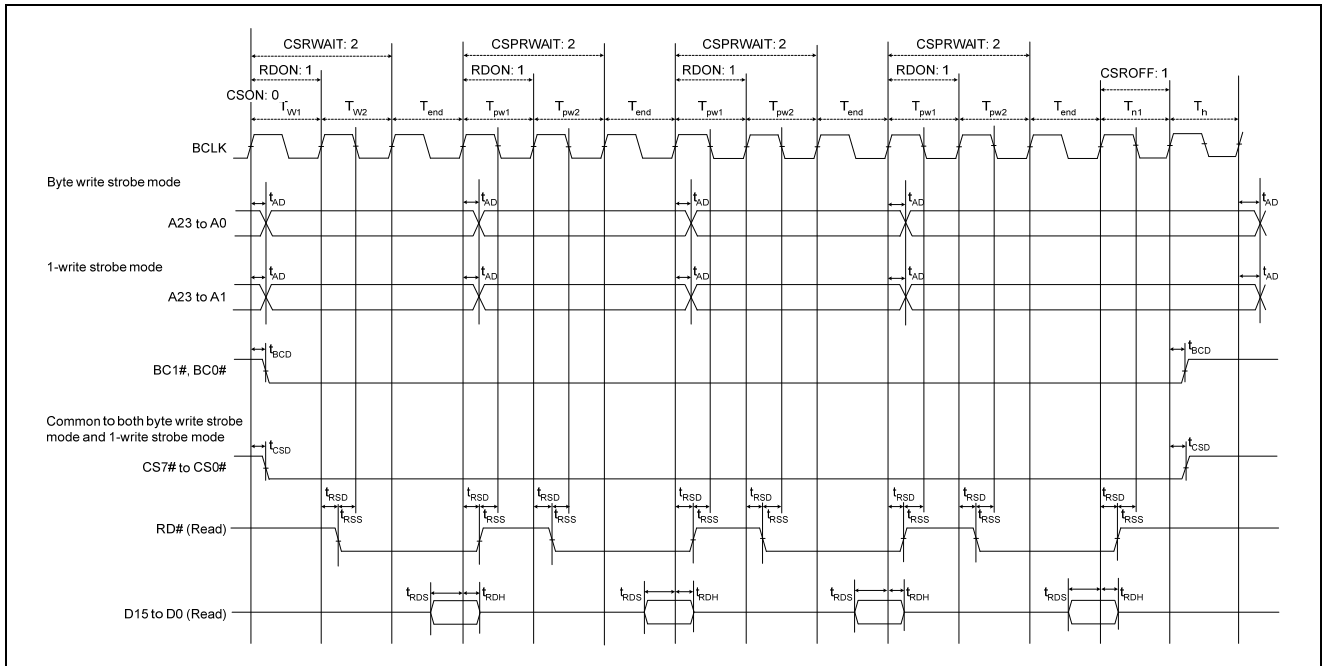 CSRWAIT: 2 CSPRWAIT: 2 CSPRWAIT: 2 CSPRWAIT: 2
RDON: 1 RDON: 1 RDON: 1 RDON: 1 CSROFF: 1
CSON: 0
TW1 TW2 Tend Tpw1 Tpw2 Tend Tpw1 Tpw2 Tend Tpw1 Tpw2 Tend Tn1 Th
BCLK
Byte write strobe mode
tAD tAD tAD tAD tAD
A23 to A0
1-write strobe mode
tAD tAD tAD tAD tAD
A23 to A1
tBCD tBCD
BC1#, BC0#
Common to both byte write strobe
mode and 1-write strobe mode
tCSD tCSD
CS7# to CS0#
tRSD tRSD tRSD tRSD tRSD tRSD tRSD tRSD
tRSS tRSS tRSS tRSS tRSS tRSS tRSS tRSS
RD# (Read)
tRDS tRDH tRDS tRDH tRDS tRDH tRDS tRDH
D15 to D0 (Read)